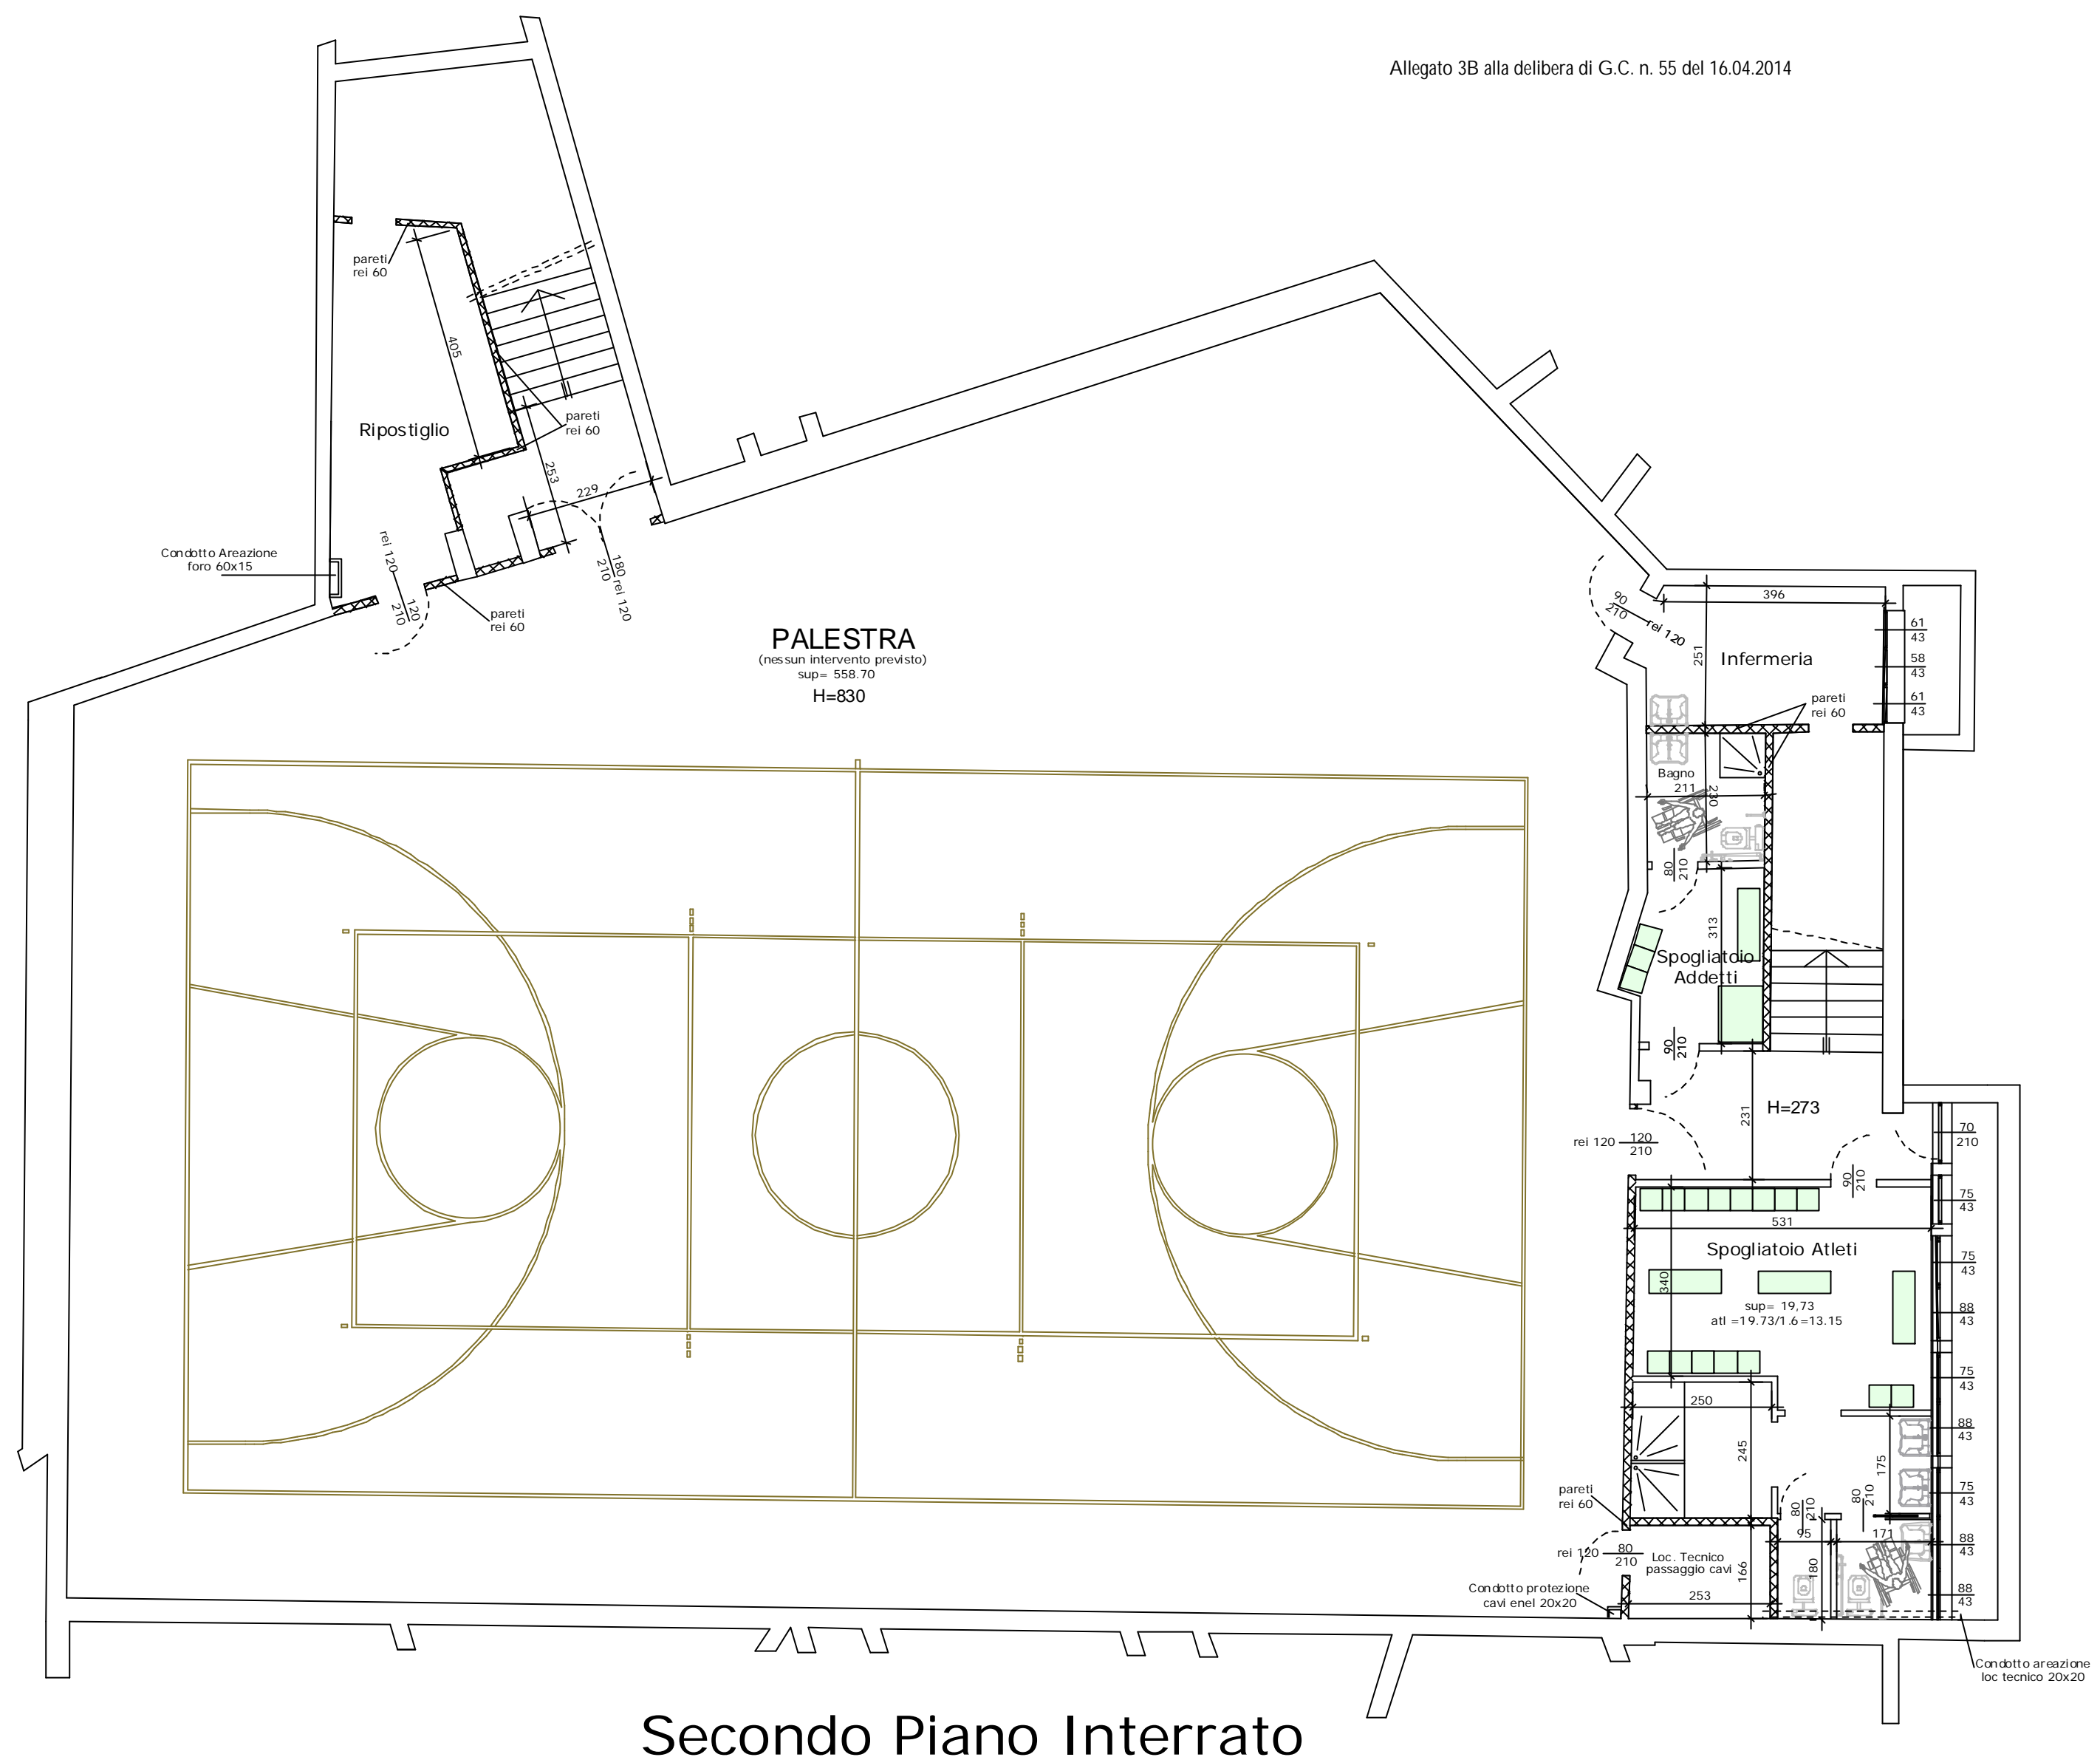 Allegato 3B alla delibera di G.C. n. 55 del 16.04.2014
pareti
rei 60
405
Ripostiglio
pareti
rei 60
253
229
Condotto Areazione
foro 60x15
rei 120
120
210
180
210
rei 120
pareti
rei 60
PALESTRA
(nessun intervento previsto)
sup= 558.70
H=830
90
210
rei 120
396
251
Infermeria
61
43
58
43
61
43
pareti
rei 60
Bagno
211
230
80
210
313
Spogliatoio
Addetti
90
210
231
H=273
rei 120
120
210
90
210
70
210
75
43
531
Spogliatoio Atleti
75
43
340
sup= 19,73
atl =19.73/1.6=13.15
88
43
75
43
250
88
43
245
175
75
43
pareti
rei 60
80
210
80
210
95
171
88
43
rei 120
80
210
Loc. Tecnico
passaggio cavi
166
180
253
88
43
Condotto protezione
cavi enel 20x20
Condotto areazione
loc tecnico 20x20
Secondo Piano Interrato